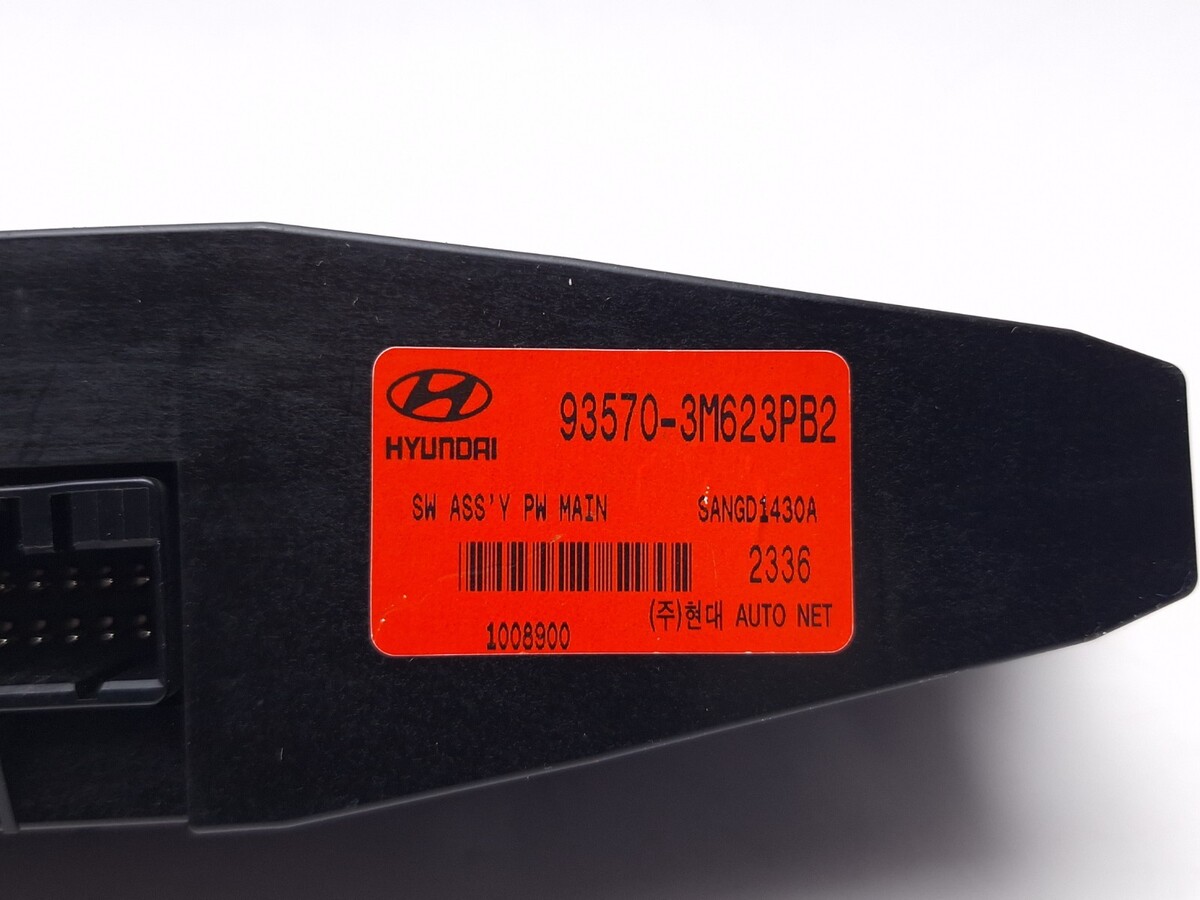 HYUNDAI
93570-3M623PB2
SW ASS'Y PW MAIN SANGD1430A
2336
1008900
(주)현대 AUTO NET